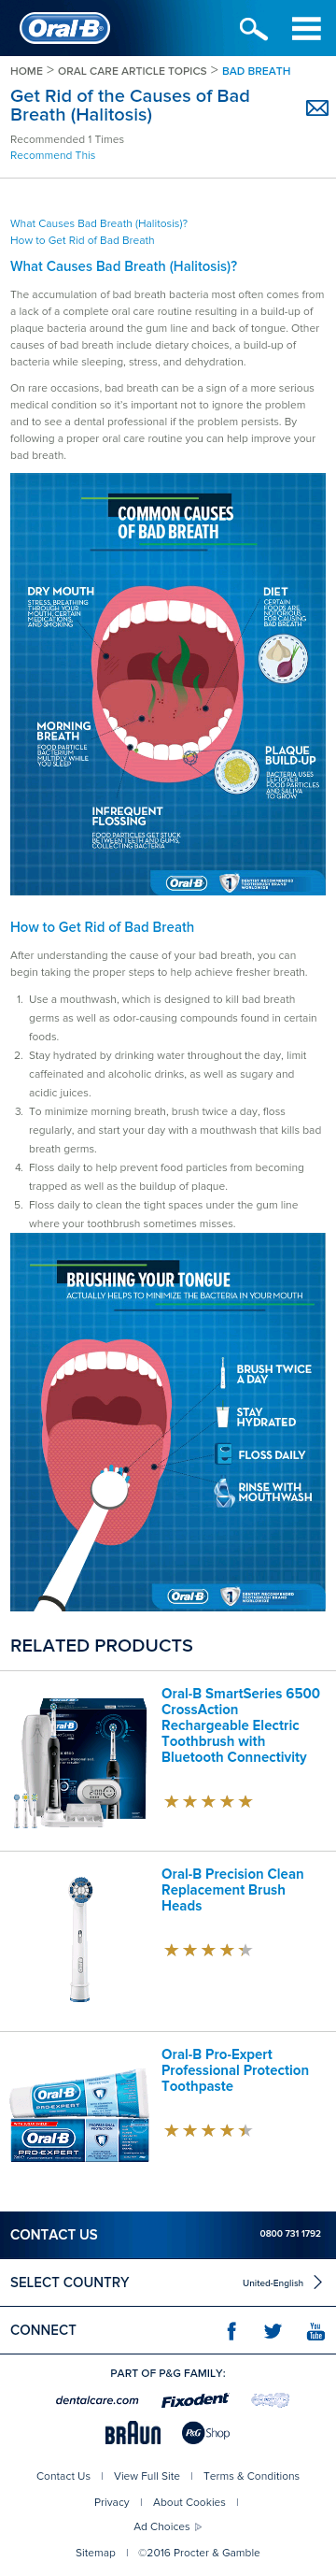 Oral-B
HOME > ORAL CARE ARTICLE TOPICS > BAD BREATH
Get Rid of the Causes of Bad
Breath (Halitosis)
Recommended 1 Times
Recommend This
What Causes Bad Breath (Halitosis)?
How to Get Rid of Bad Breath
What Causes Bad Breath (Halitosis)?
The accumulation of bad breath bacteria most often comes from
a lack of a complete oral care routine resulting in a build-up of
plaque bacteria around the gum line and back of tongue. Other
causes of bad breath include dietary choices, a build-up of
bacteria while sleeping, stress, and dehydration.
On rare occasions, bad breath can be a sign of a more serious
medical condition so it's important not to ignore the problem
and to see a dental professional if the problem persists. By
following a proper oral care routine you can help improve your
bad breath.
COMMON CAUSES
OF BAD BREATH
DRY MOUTH
STRESS, BREATHING
THROUGH YOUR
MOUTH, CERTAIN
MEDICATIONS,
AND SMOKING
DIET
CERTAIN
FOODS ARE
NOTORIOUS
FOR CAUSING
BAD BREATH
MORNING
BREATH
FOOD PARTICLE
BACTERIUM
MULTIPLY WHILE
YOU SLEEP
PLAQUE
BUILD-UP
BACTERIA USES
LEFTOVER
FOOD PARTICLES
AND SALIVA
TO GROW
INFREQUENT
FLOSSING
FOOD PARTICLES GET STUCK
BETWEEN TEETH AND GUMS,
COLLECTING BACTERIA
Oral-B 1 DENTIST RECOMMENDED
TOOTHBRUSH BRAND
WORLDWIDE
How to Get Rid of Bad Breath
After understanding the cause of your bad breath, you can
begin taking the proper steps to help achieve fresher breath.
1. Use a mouthwash, which is designed to kill bad breath
germs as well as odor-causing compounds found in certain
foods.
2. Stay hydrated by drinking water throughout the day, limit
caffeinated and alcoholic drinks, as well as sugary and
acidic juices.
3. To minimize morning breath, brush twice a day, floss
regularly, and start your day with a mouthwash that kills bad
breath germs.
4. Floss daily to help prevent food particles from becoming
trapped as well as the buildup of plaque.
5. Floss daily to clean the tight spaces under the gum line
where your toothbrush sometimes misses.
BRUSHING YOUR TONGUE
ACTUALLY HELPS TO MINIMIZE THE BACTERIA IN YOUR MOUTH
BRUSH TWICE
A DAY
STAY
HYDRATED
FLOSS DAILY
RINSE WITH
MOUTHWASH
Oral-B 1 DENTIST RECOMMENDED
TOOTHBRUSH BRAND
WORLDWIDE
RELATED PRODUCTS
Oral-B SmartSeries 6500
CrossAction
Rechargeable Electric
Toothbrush with
Bluetooth Connectivity
Oral-B Precision Clean
Replacement Brush
Heads
Oral-B Pro-Expert
Professional Protection
Toothpaste
Oral-B PRO-EXPERT
Oral-B
PRO-EXPERT
CONTACT US 0800 731 1792
SELECT COUNTRY United-English
CONNECT You Tube
PART OF P&G FAMILY:
dentalcare.com Fixodent
BRAUN P&G Shop
Contact Us | View Full Site | Terms & Conditions
Privacy | About Cookies |
Ad Choices
Sitemap | ©2016 Procter & Gamble